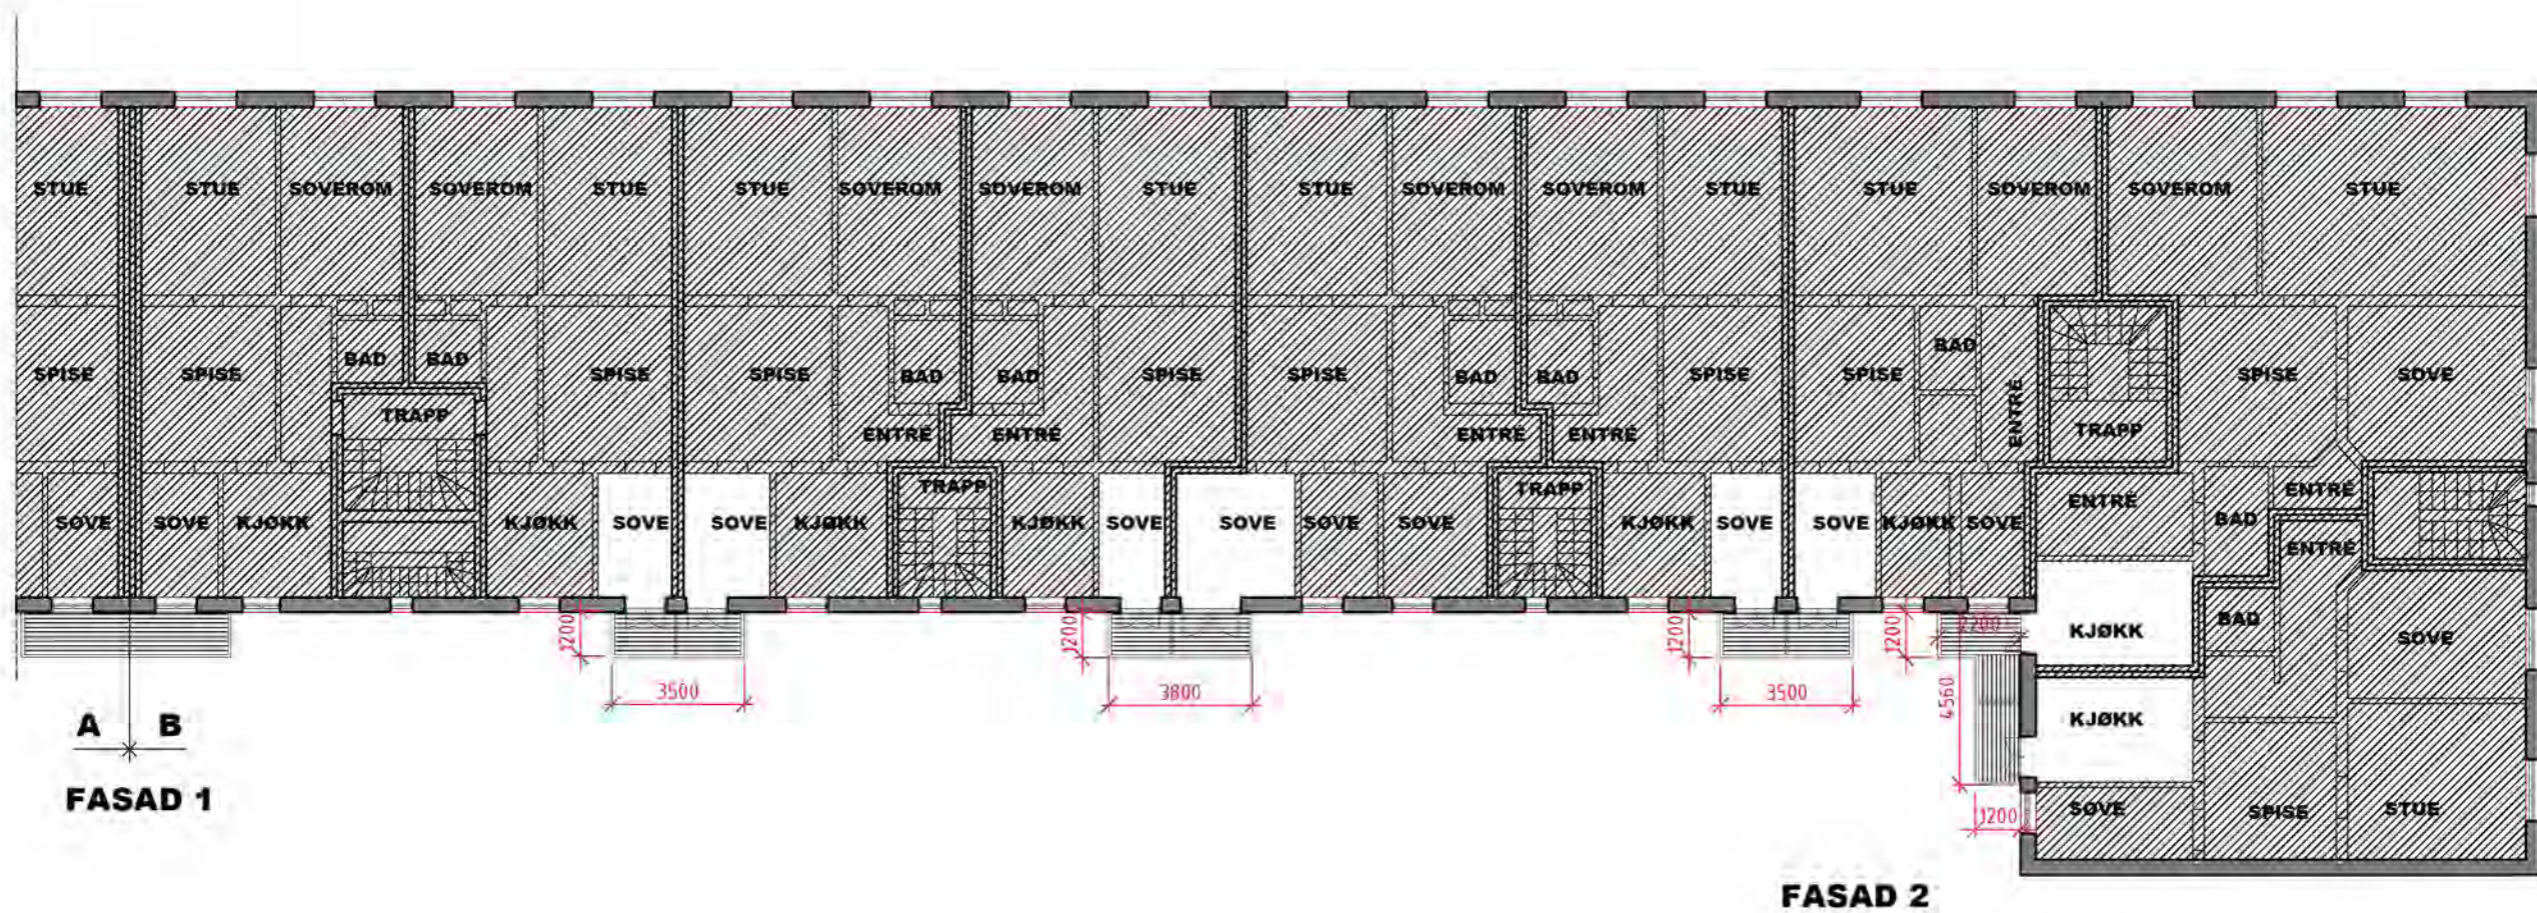 STUE STUE SOVEROM SOVEROM STUE STUE SOVEROM SOVEROM STUE STUE SOVEROM SOVEROM STUE STUE SOVEROM SOVEROM STUE
BAD BAD BAD
SPISE SPISE SPISE SPISE BAD BAD SPISE SPISE BAD BAD SPISE SPISE SPISE SOVE
TRAPP ENTRÉ
ENTRÉ ENTRÉ ENTRÉ ENTRÉ TRAPP
TRAPP TRAPP ENTRÉ ENTRÉ
SOVE SOVE KJØKK KJØKK SOVE SOVE KJØKK KJØKK SOVE SOVE SOVE SOVE KJØKK SOVE SOVE KJØKK SOVE BAD
ENTRÉ
1200 1200 1200 1200 2200 KJØKK BAD SOVE
3500 3800 3500 4560
A B KJØKK
FASAD 1 1200 SOVE SPISE STUE
FASAD 2